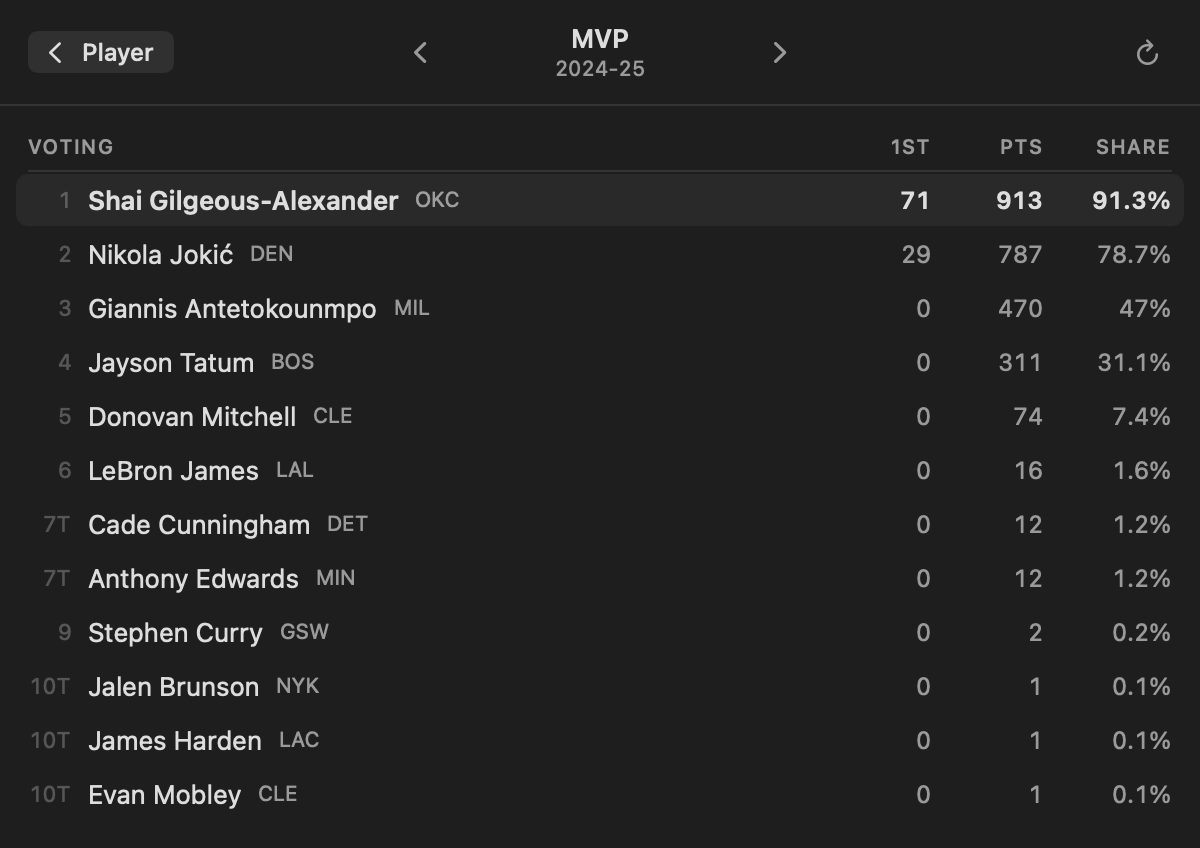 Player
MVP
2024-25
VOTING 1ST PTS SHARE
1 Shai Gilgeous-Alexander OKC 71 913 91.3%
2 Nikola Jokić DEN 29 787 78.7%
3 Giannis Antetokounmpo MIL 0 470 47%
4 Jayson Tatum BOS 0 311 31.1%
5 Donovan Mitchell CLE 0 74 7.4%
6 LeBron James LAL 0 16 1.6%
7T Cade Cunningham DET 0 12 1.2%
7T Anthony Edwards MIN 0 12 1.2%
9 Stephen Curry GSW 0 2 0.2%
10T Jalen Brunson NYK 0 1 0.1%
10T James Harden LAC 0 1 0.1%
10T Evan Mobley CLE 0 1 0.1%